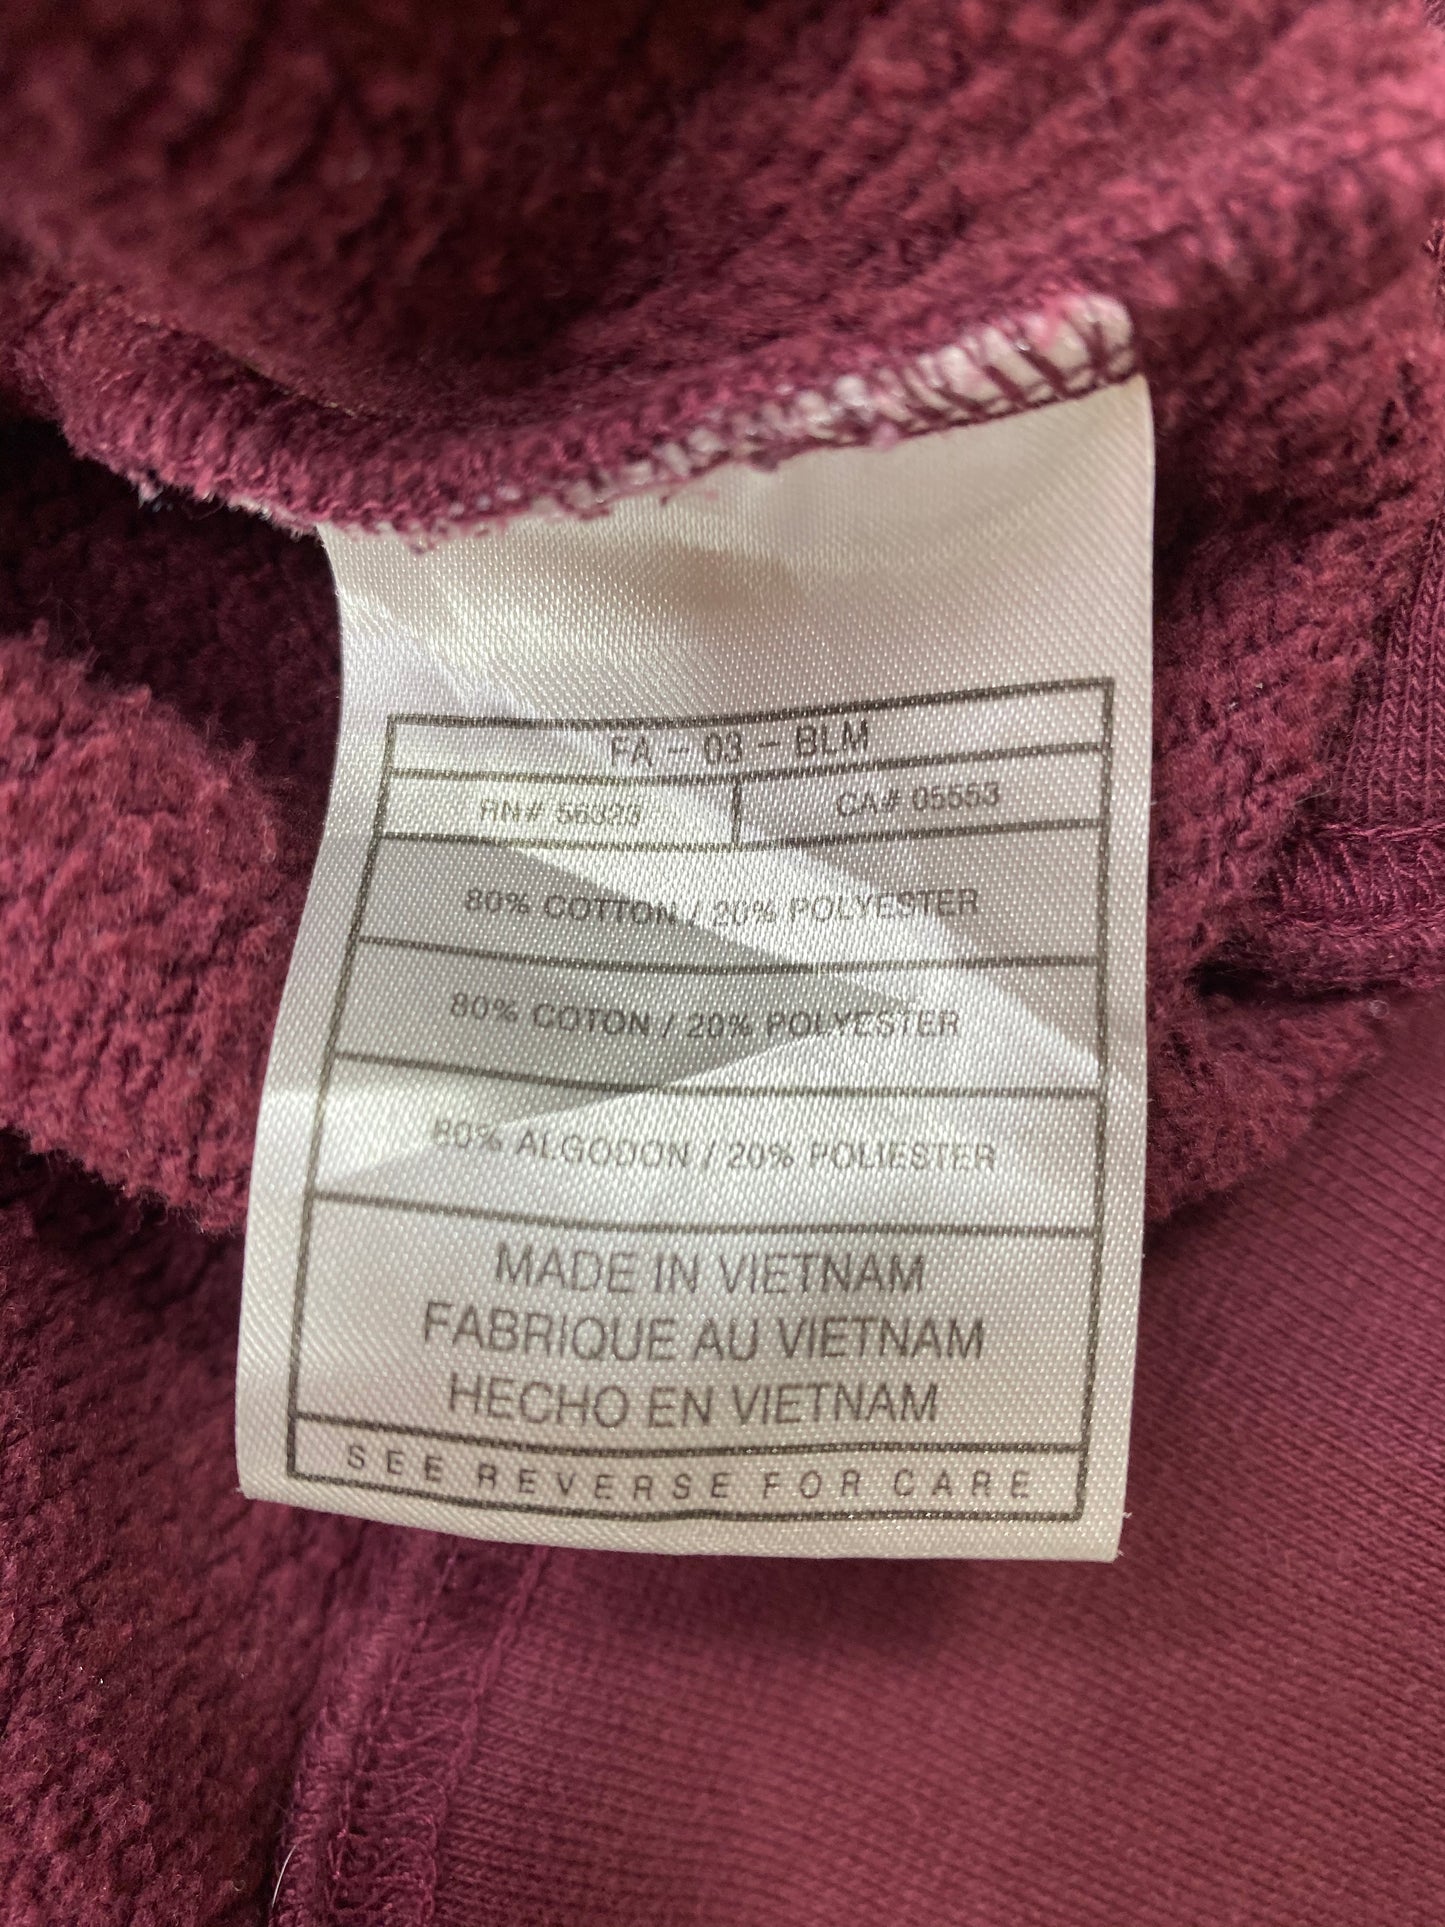 FA - 03 - BLM
RN# 56323 CA# 05553
80% COTTON / 20% POLYESTER
80% COTON / 20% POLYESTER
80% ALGODON / 20% POLIESTER
MADE IN VIETNAM
FABRIQUE AU VIETNAM
HECHO EN VIETNAM
SEE REVERSE FOR CARE